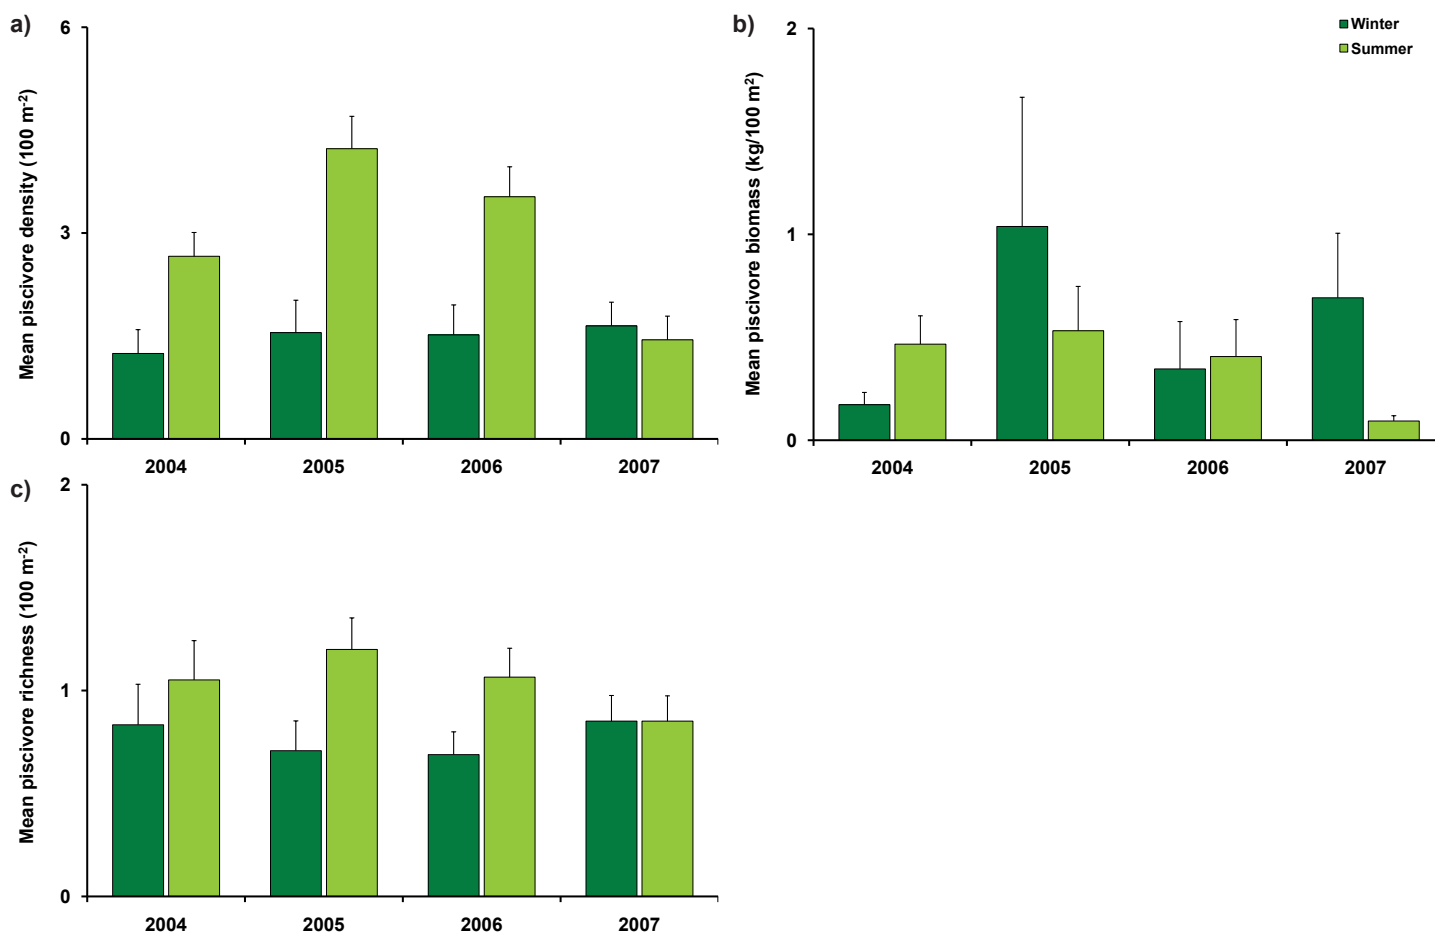 a)
Mean piscivore density (100 m-2)
6
3
0
2004 2005 2006 2007
b)
Mean piscivore biomass (kg/100 m2)
2
1
0
2004 2005 2006 2007
Winter
Summer
c)
Mean piscivore richness (100 m-2)
2
1
0
2004 2005 2006 2007